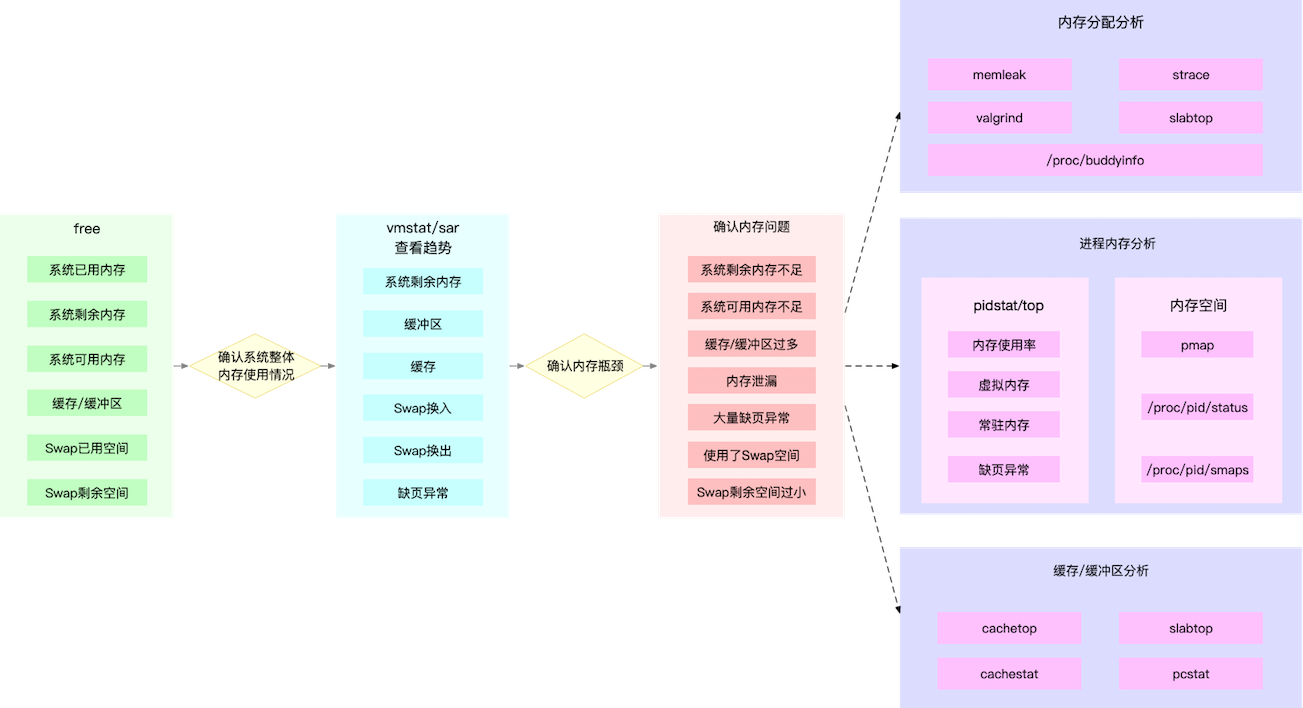 free
系统已用内存
系统剩余内存
系统可用内存
缓存/缓冲区
Swap已用空间
Swap剩余空间
确认系统整体
内存使用情况
vmstat/sar
查看趋势
系统剩余内存
缓冲区
缓存
Swap换入
Swap换出
缺页异常
确认内存瓶颈
确认内存问题
系统剩余内存不足
系统可用内存不足
缓存/缓冲区过多
内存泄漏
大量缺页异常
使用了Swap空间
Swap剩余空间过小
内存分配分析
memleak
strace
valgrind
slabtop
/proc/buddyinfo
进程内存分析
pidstat/top
内存使用率
虚拟内存
常驻内存
缺页异常
内存空间
pmap
/proc/pid/status
/proc/pid/smaps
缓存/缓冲区分析
cachetop
slabtop
cachestat
pcstat